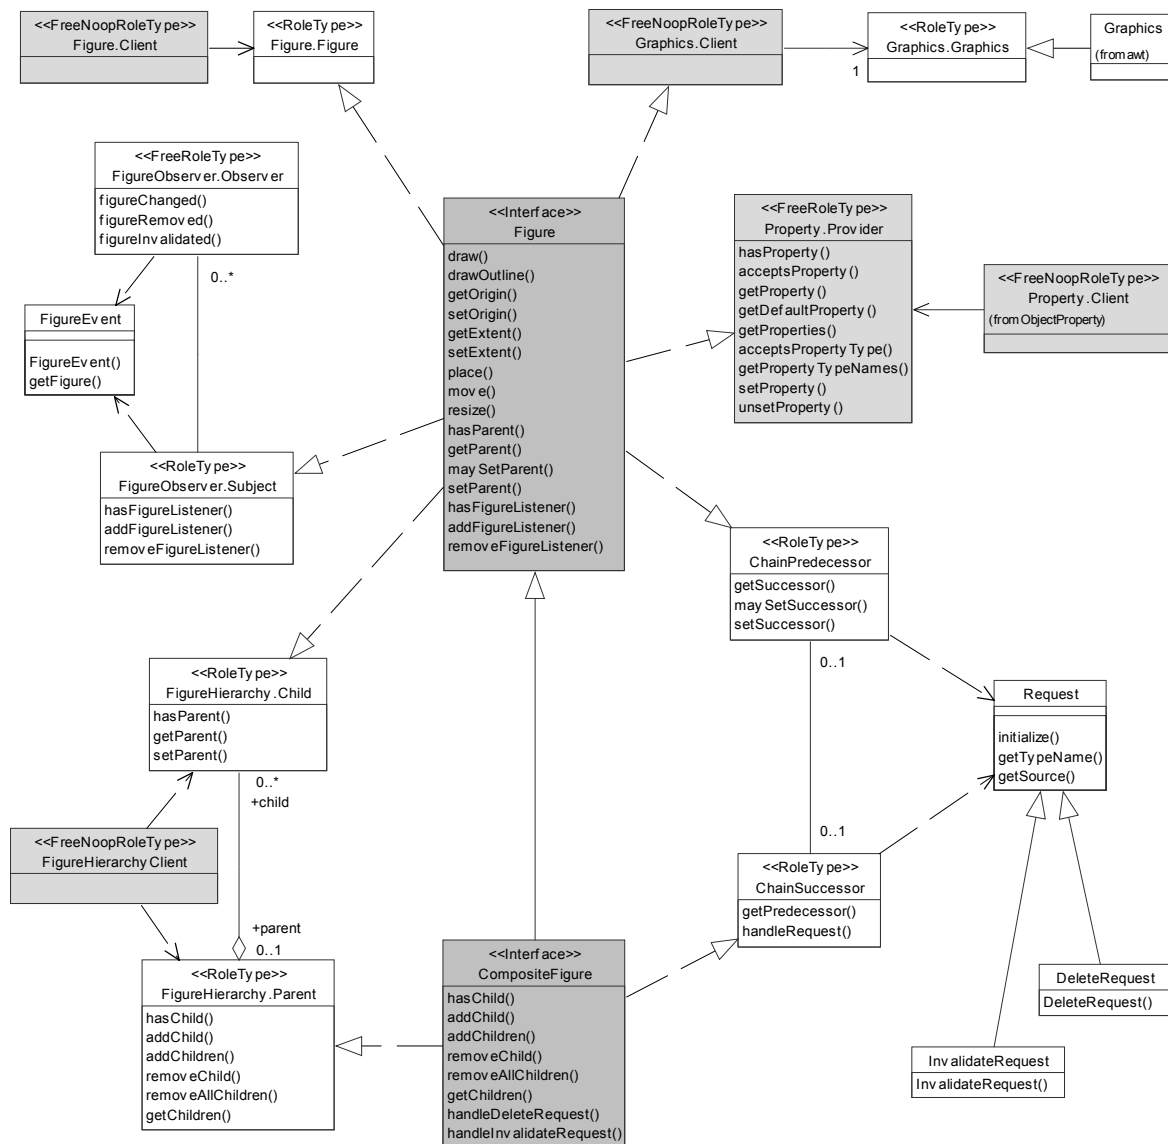 <<FreeNoopRoleType>>
Figure.Client
<<RoleType>>
Figure.Figure
<<FreeNoopRoleType>>
Graphics.Client
1
<<RoleType>>
Graphics.Graphics
Graphics
(from awt)
<<FreeRoleType>>
FigureObserver.Observer
figureChanged()
figureRemoved()
figureInvalidated()
0..*
FigureEvent
FigureEvent()
getFigure()
<<RoleType>>
FigureObserver.Subject
hasFigureListener()
addFigureListener()
removeFigureListener()
<<Interface>>
Figure
draw()
drawOutline()
getOrigin()
setOrigin()
getExtent()
setExtent()
place()
move()
resize()
hasParent()
getParent()
maySetParent()
setParent()
hasFigureListener()
addFigureListener()
removeFigureListener()
<<FreeRoleType>>
Property.Provider
hasProperty()
acceptsProperty()
getProperty()
getDefaultProperty()
getProperties()
acceptsPropertyType()
getPropertyTypeNames()
setProperty()
unsetProperty()
<<FreeNoopRoleType>>
Property.Client
(from ObjectProperty)
<<RoleType>>
ChainPredecessor
getSuccessor()
maySetSuccessor()
setSuccessor()
0..1
0..1
<<RoleType>>
ChainSuccessor
getPredecessor()
handleRequest()
Request
initialize()
getTypeName()
getSource()
DeleteRequest
DeleteRequest()
InvalidateRequest
InvalidateRequest()
<<RoleType>>
FigureHierarchy.Child
hasParent()
getParent()
setParent()
0..*
+child
<<FreeNoopRoleType>>
FigureHierarchyClient
+parent
0..1
<<RoleType>>
FigureHierarchy.Parent
hasChild()
addChild()
addChildren()
removeChild()
removeAllChildren()
getChildren()
<<Interface>>
CompositeFigure
hasChild()
addChild()
addChildren()
removeChild()
removeAllChildren()
getChildren()
handleDeleteRequest()
handleInvalidateRequest()